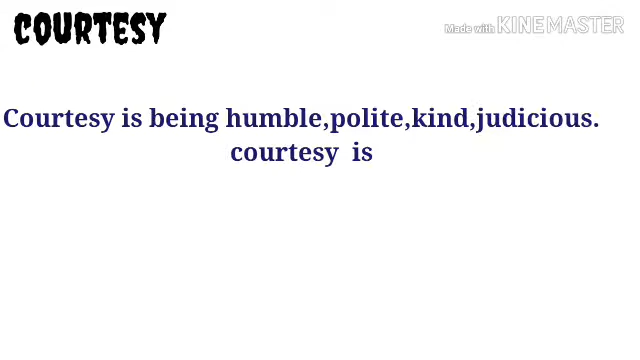 COURTESY
Made with KINEMASTER
Courtesy is being humble,polite,kind,judicious.
courtesy is